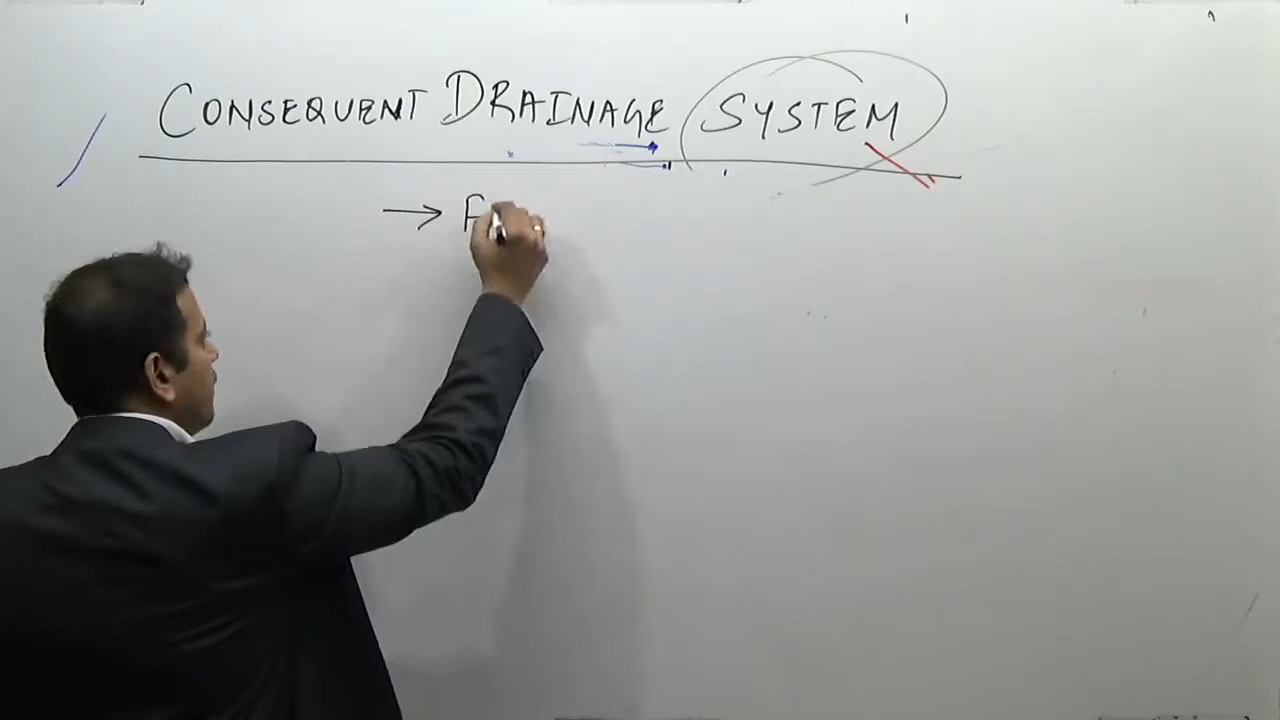 CONSEQUENT DRAINAGE SYSTEM
→ F